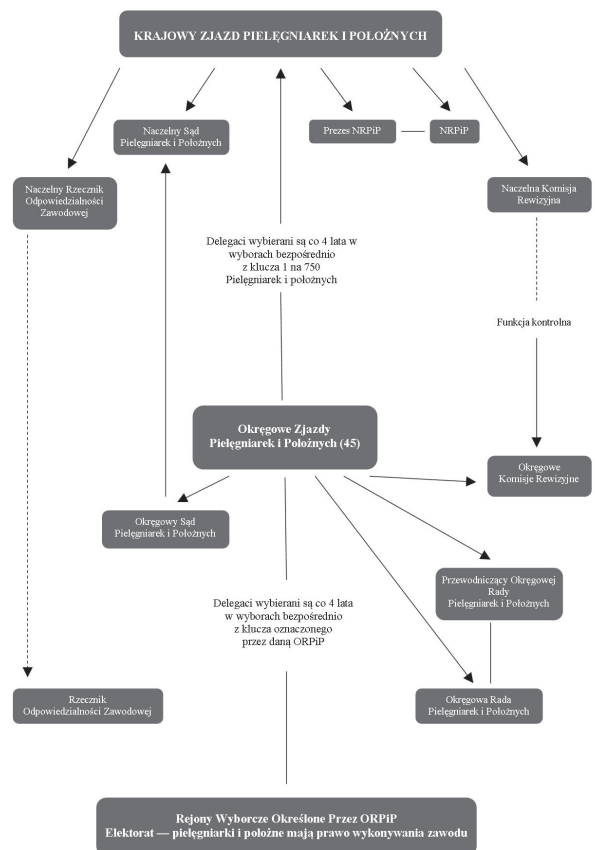 KRAJOWY ZJAZD PIELĘGNIAREK I POŁOŻNYCH
Naczelny Sąd
Pielęgniarek i Położnych
Prezes NRPiP
NRPiP
Naczelny Rzecznik
Odpowiedzialności
Zawodowej
Naczelna Komisja
Rewizyjna
Delegaci wybierani są co 4 lata w
wyborach bezpośrednio
z klucza 1 na 750
Pielęgniarek i położnych
Funkcja kontrolna
Okręgowe Zjazdy
Pielęgniarek i Położnych (45)
Okręgowe
Komisje Rewizyjne
Okręgowy Sąd
Pielęgniarek i Położnych
Przewodniczący Okręgowej
Rady
Pielęgniarek i Położnych
Delegaci wybierani są co 4 lata
w wyborach bezpośrednio
z klucza oznaczonego
przez daną ORPiP
Rzecznik
Odpowiedzialności Zawodowej
Okręgowa Rada
Pielęgniarek i Położnych
Rejony Wyborcze Określone Przez ORPiP
Elektorat — pielęgniarki i położne mają prawo wykonywania zawodu